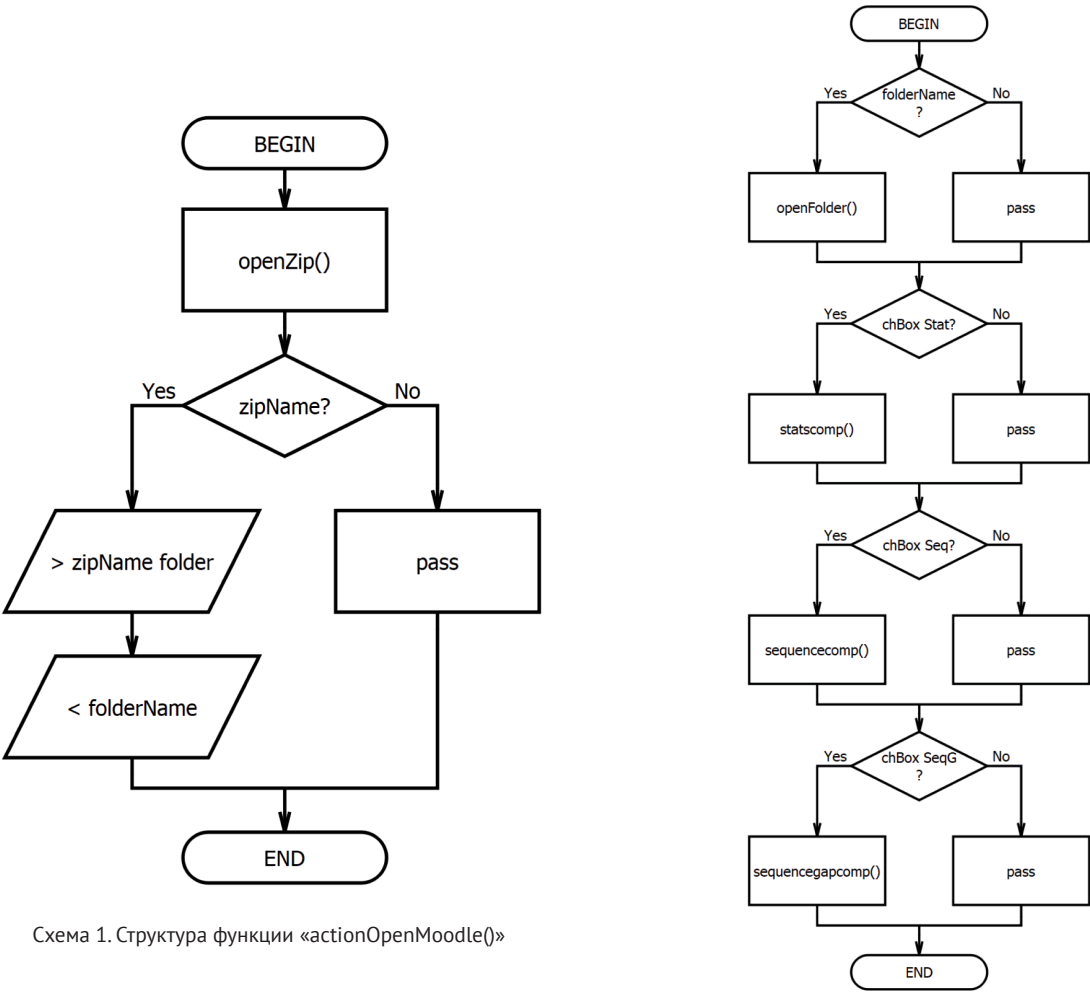 BEGIN
openZip()
zipName?
Yes
No
> zipName folder
pass
< folderName
END
Схема 1. Структура функции «actionOpenMoodle()»
BEGIN
folderName
?
Yes
No
openFolder()
pass
chBox Stat?
Yes
No
statscomp()
pass
chBox Seq?
Yes
No
sequencecomp()
pass
chBox SeqG
?
Yes
No
sequencegapcomp()
pass
END